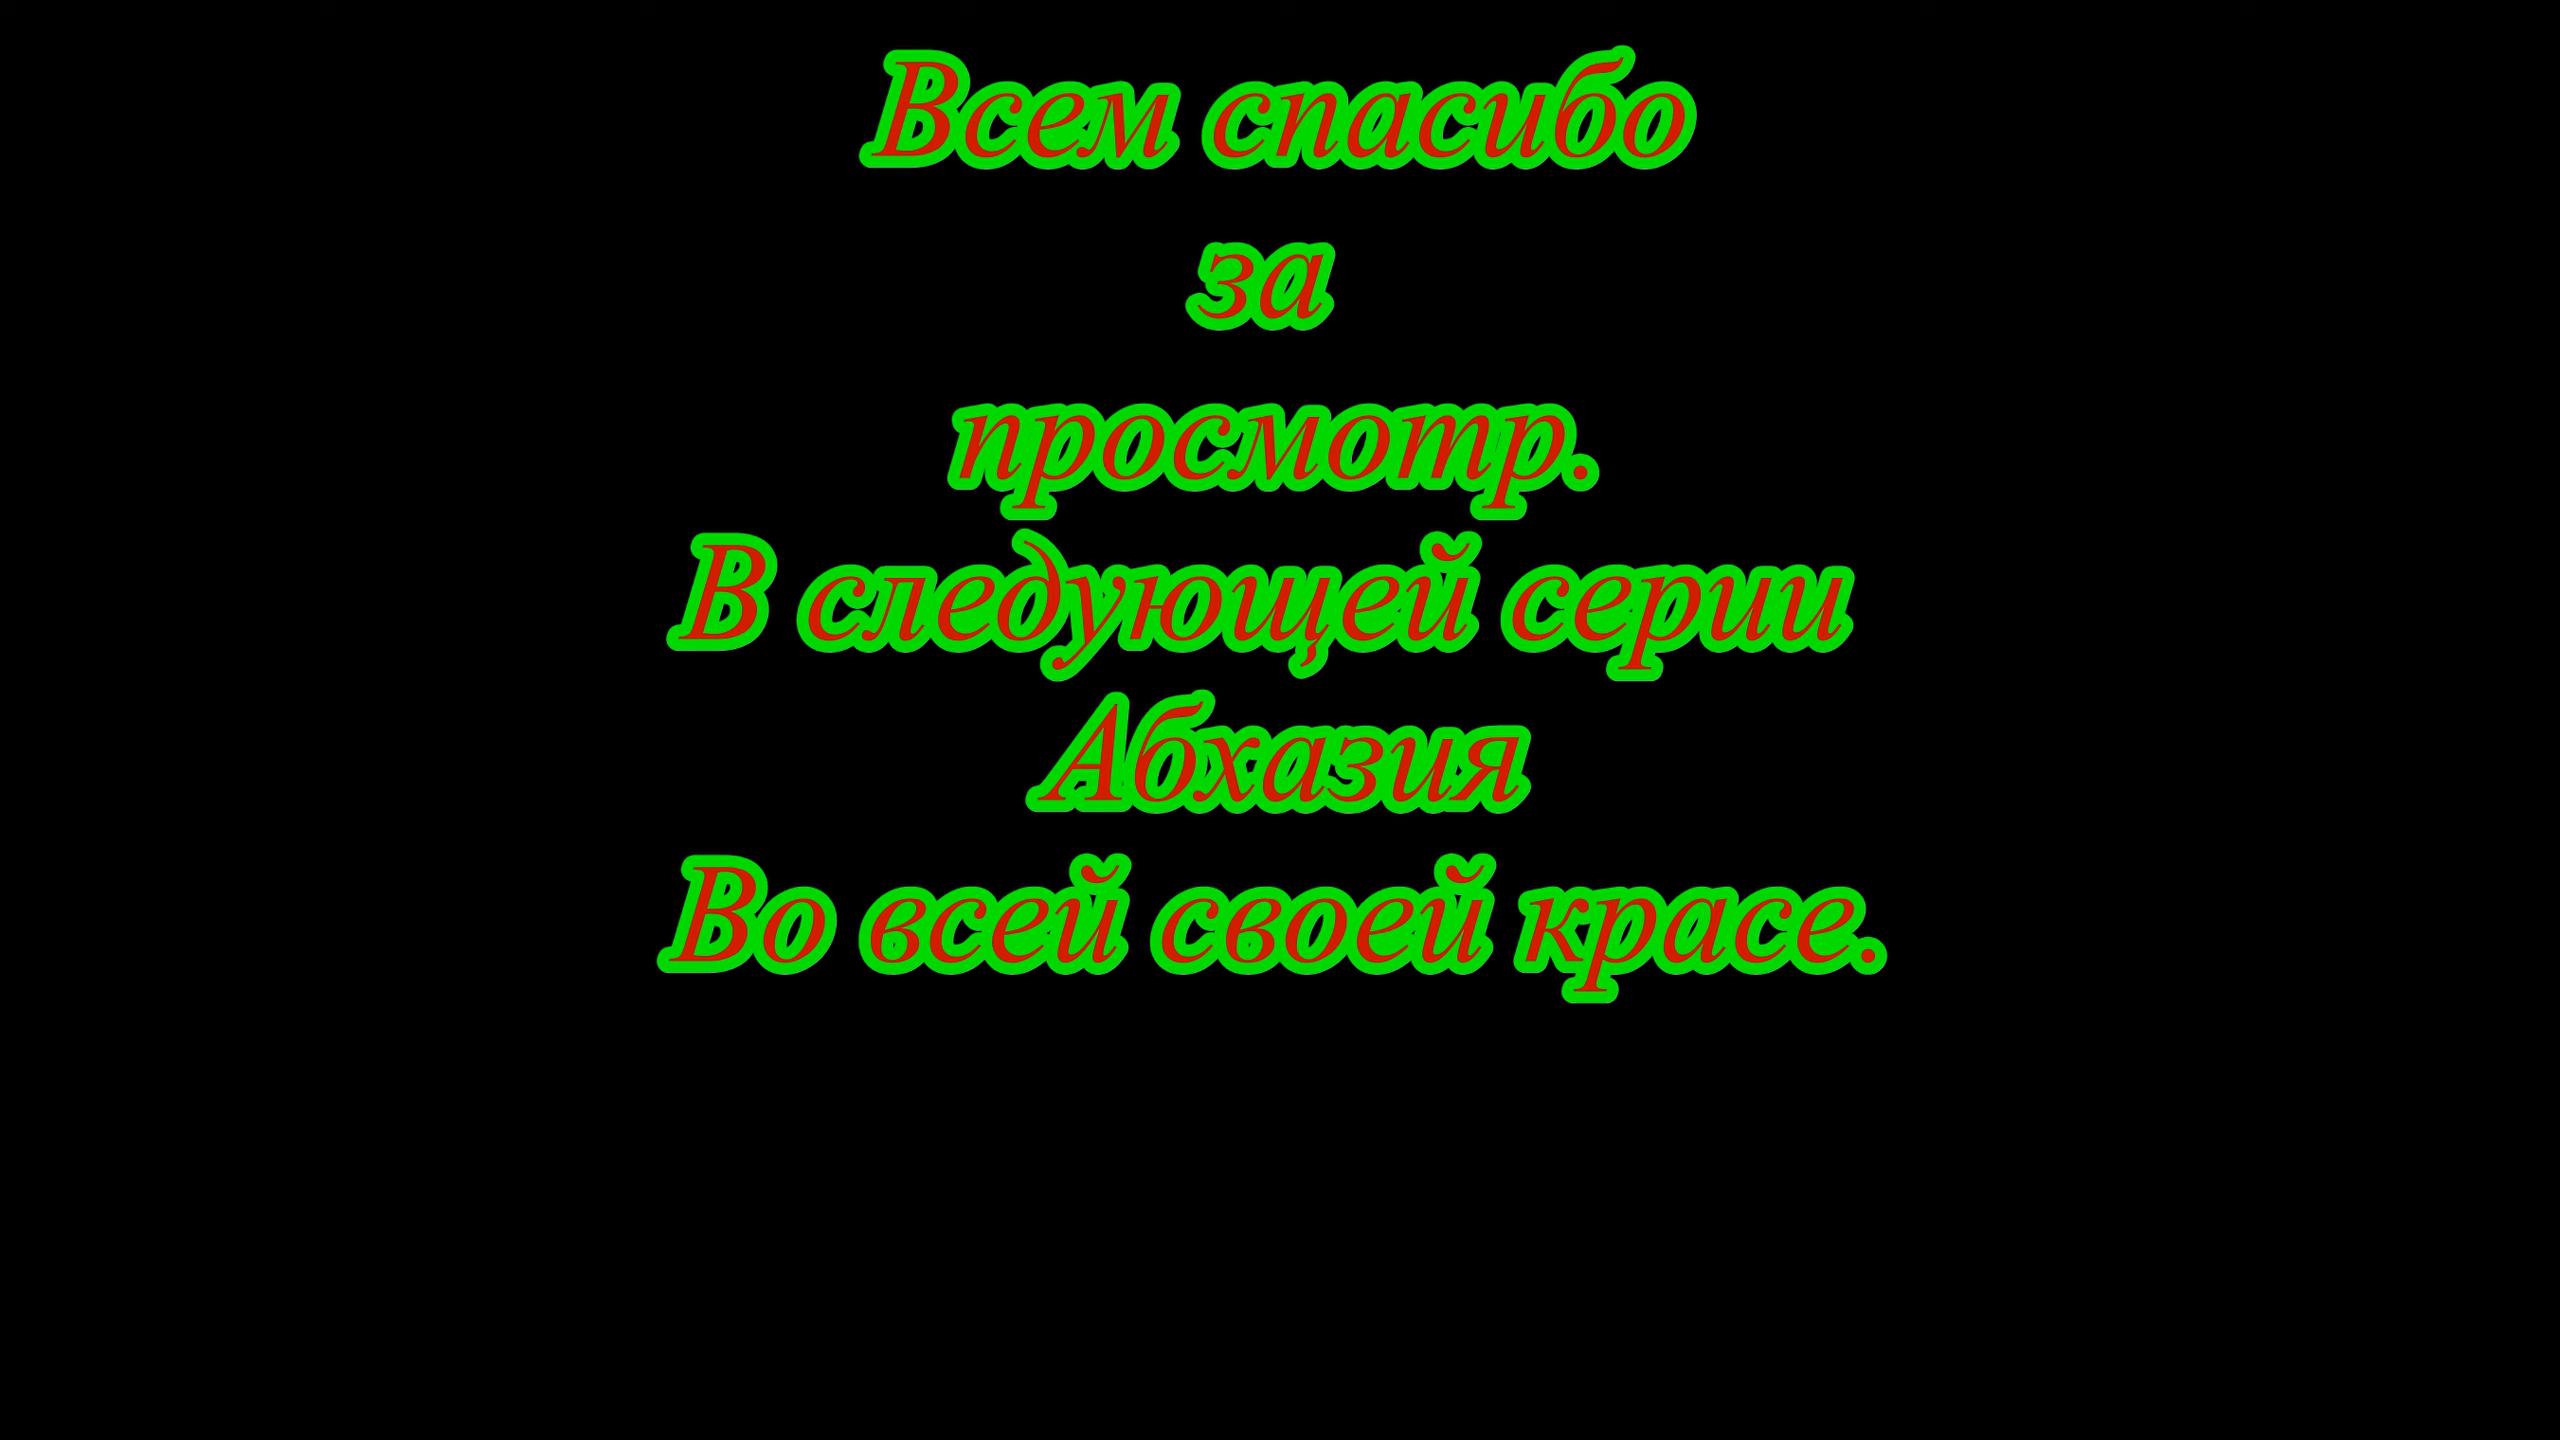 Всем спасибо
за
просмотр.
В следующей серии
Абхазия
Во всей своей красе.